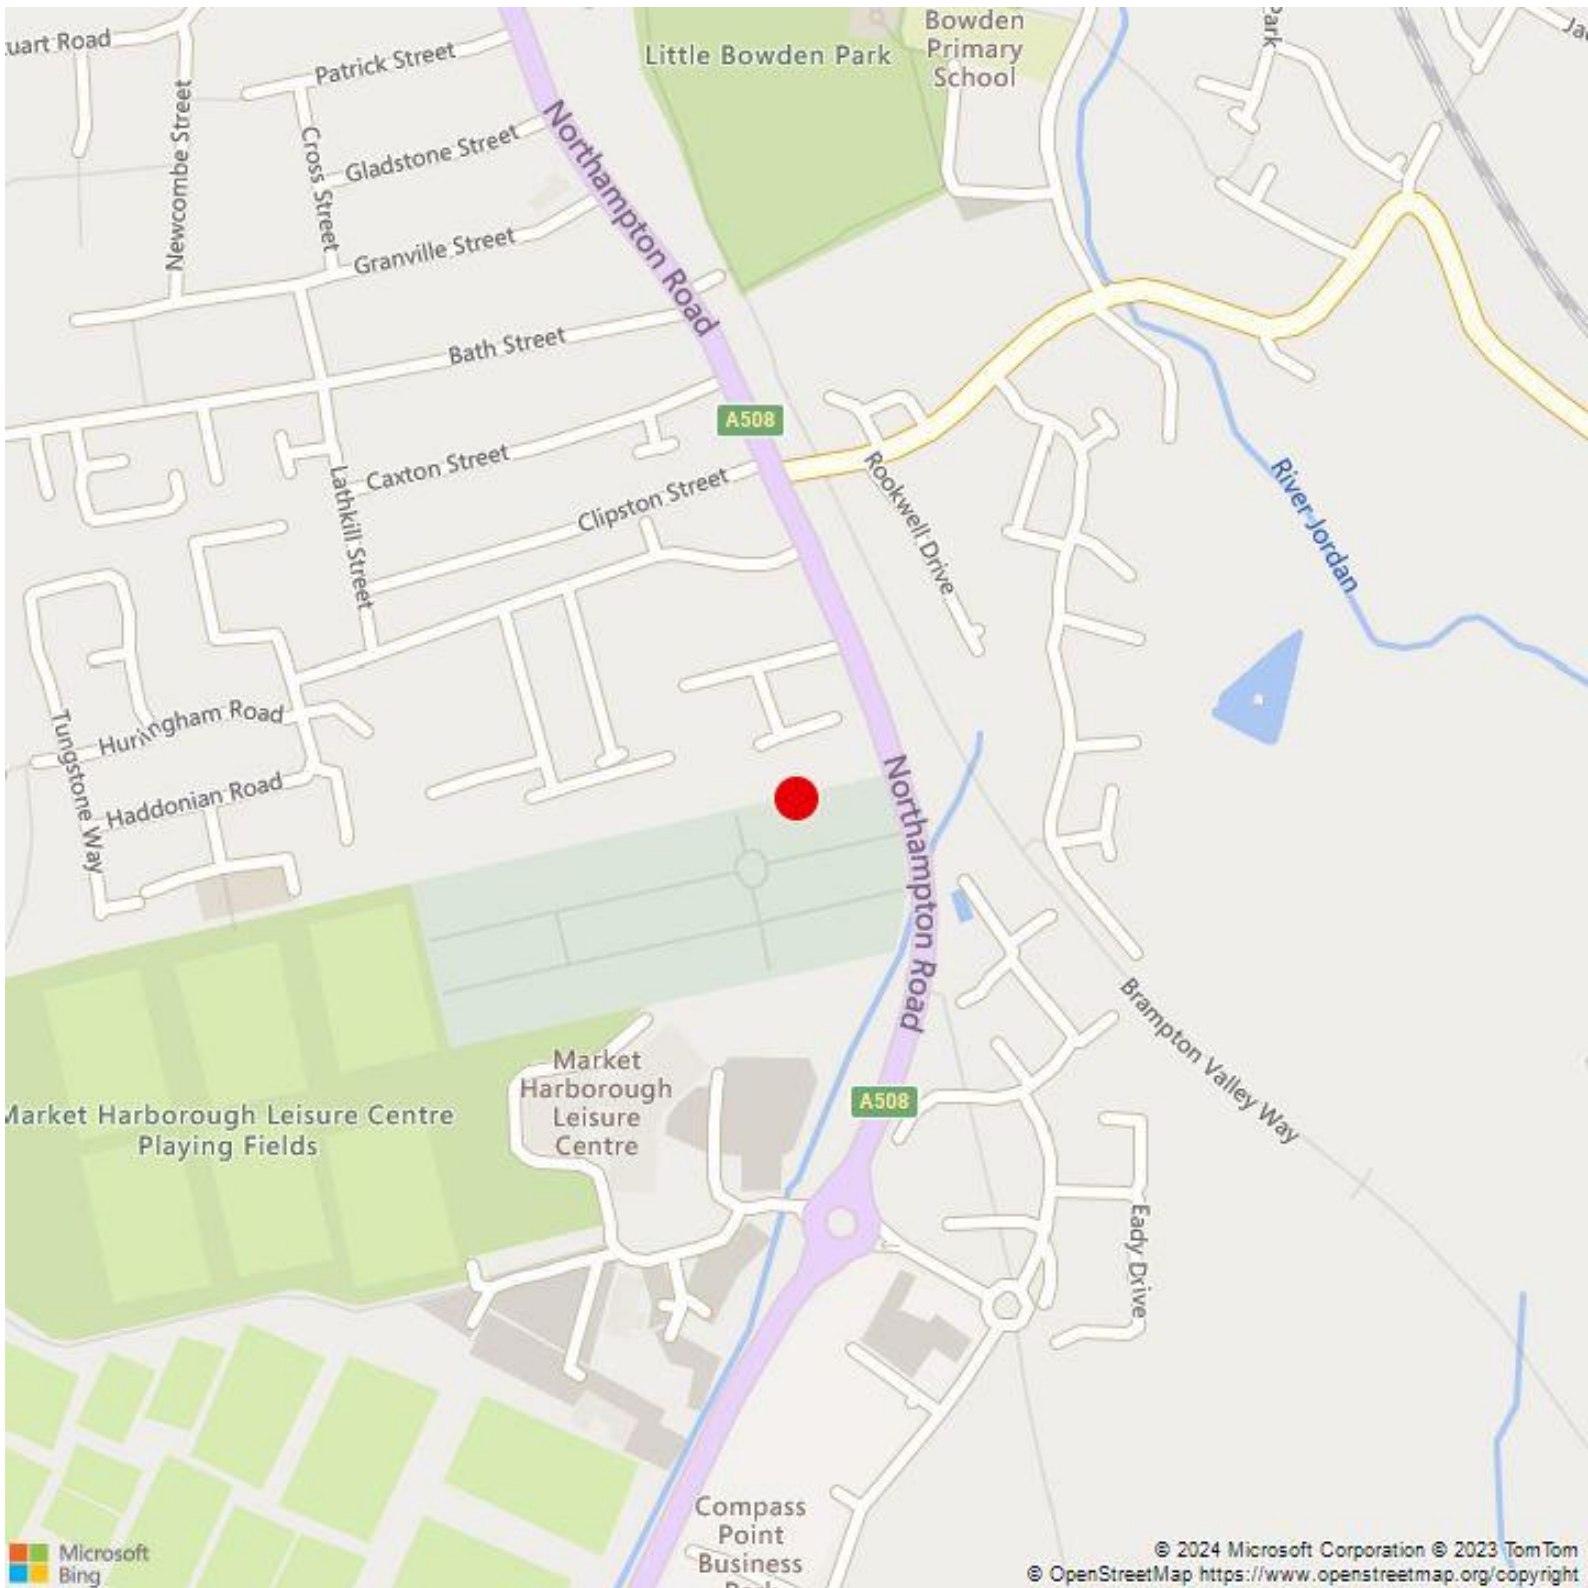 uart Road
Patrick Street
Newcombe Street
Cross Street
Gladstone Street
Granville Street
Northampton Road
Little Bowden Park
Bowden
Primary
School
Park
Bath Street
A508
Caxton Street
Lathkill Street
Clipston Street
Rookwell Drive
River Jordan
Tungstone Way
Hurlingham Road
Haddonian Road
Northampton Road
Brampton Valley Way
Market
Harborough
Leisure
Centre
A508
Market Harborough Leisure Centre
Playing Fields
Eady Drive
Compass
Point
Business
Microsoft
Bing
© 2024 Microsoft Corporation © 2023 TomTom
© OpenStreetMap https://www.openstreetmap.org/copyright